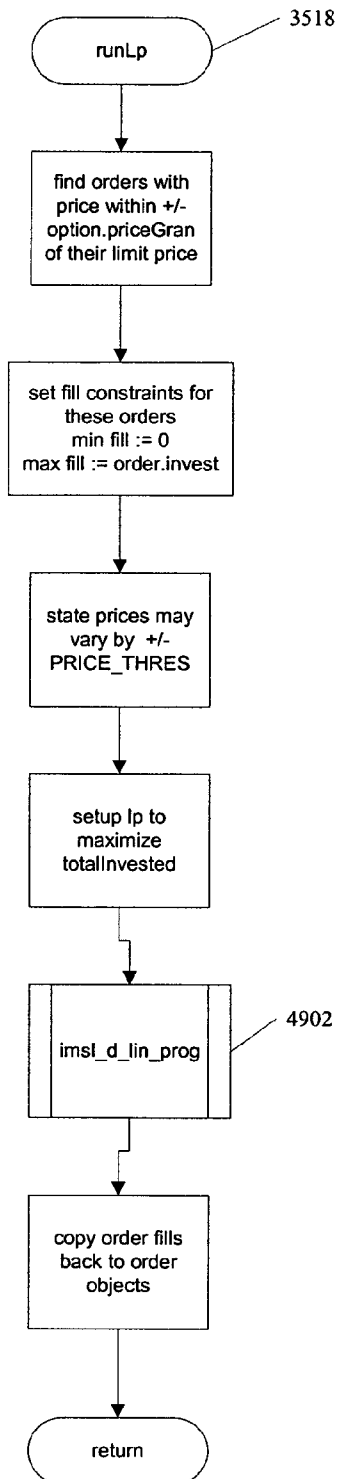 3518
runLp
find orders with
price within +/-
option.priceGran
of their limit price
set fill constraints for
these orders
min fill := 0
max fill := order.invest
state prices may
vary by +/-
PRICE_THRES
setup lp to
maximize
totalInvested
imsl_d_lin_prog
4902
copy order fills
back to order
objects
return